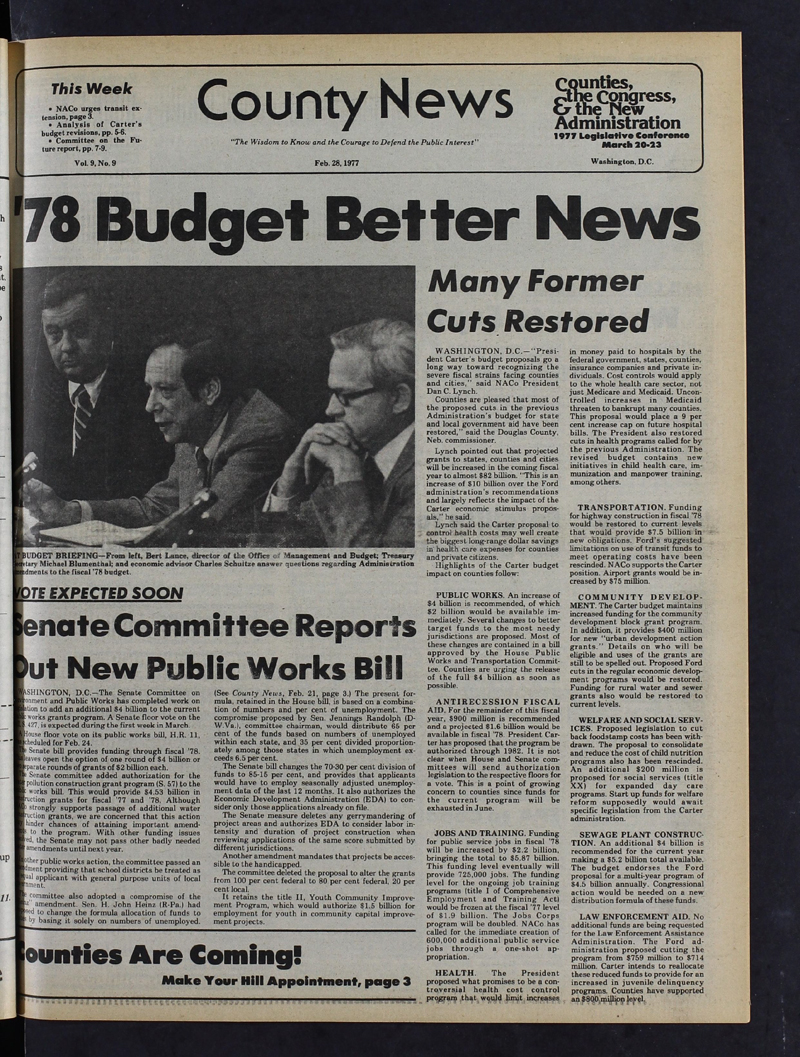 This Week
• NACo urges transit ex-
tension, page 3.
• Analysis of Carter's
budget revisions, pp. 5-6.
• Committee on the Fu-
ture report, pp. 7-9.
Vol. 9, No. 9
County News
"The Wisdom to Know and the Courage to Defend the Public Interest"
Feb. 28, 1977
Counties,
the Congress,
& the New
Administration
1977 Legislative Conference
March 20-23
Washington, D.C.
'78 Budget Better News
BUDGET BRIEFING—From left, Bert Lance, director of the Office of Management and Budget; Treasury
Michael Blumenthal; and economic advisor Charles Schultze answer questions regarding Administration
to the fiscal '78 budget.
Many Former
Cuts Restored
WASHINGTON, D.C.—"Presi-
dent Carter's budget proposals go a
long way toward recognizing the
severe fiscal strains facing counties
and cities," said NACo President
Dan C. Lynch.
Counties are pleased that most of
the proposed cuts in the previous
Administration's budget for state
and local government aid have been
restored," said the Douglas County,
Neb. commissioner.
Lynch pointed out that projected
grants to states, counties and cities
will be increased in the coming fiscal
year to almost $82 billion. "This is an
increase of $10 billion over the Ford
administration's recommendations
and largely reflects the impact of the
Carter economic stimulus propos-
als," he said.
Lynch said the Carter proposal to
control health costs may well create
the biggest long-range dollar savings
in health care expenses for counties
and private citizens.
Highlights of the Carter budget
impact on counties follow:
PUBLIC WORKS. An increase of
$4 billion is recommended, of which
$2 billion would be available im-
mediately. Several changes to better
target funds to the most needy
jurisdictions are proposed. Most of
these changes are contained in a bill
approved by the House Public
Works and Transportation Commit-
tee. Counties are urging the release
of the full $4 billion as soon as
possible.
ANTIRECESSION FISCAL
AID. For the remainder of this fiscal
year, $900 million is recommended
and a projected $1.6 billion would be
available in fiscal '78. President Car-
ter has proposed that the program be
authorized through 1982. It is not
clear when House and Senate com-
mittees will send authorization
legislation to the respective floors for
a vote. This is a point of growing
concern to counties since funds for
the current program will be
exhausted in June.
JOBS AND TRAINING. Funding
for public service jobs in fiscal '78
will be increased by $2.2 billion,
bringing the total to $5.87 billion.
This funding level eventually will
provide 725,000 jobs. The funding
level for the ongoing job training
programs (title I of Comprehensive
Employment and Training Act)
would be frozen at the fiscal '77 level
of $1.9 billion. The Jobs Corps
program will be doubled. NACo has
called for the immediate creation of
600,000 additional public service
jobs through a one-shot ap-
propriation.
HEALTH. The President
proposed what promises to be a con-
troversial health cost control
program that would limit increases
in money paid to hospitals by the
federal government, states, counties,
insurance companies and private in-
dividuals. Cost controls would apply
to the whole health care sector, not
just Medicare and Medicaid. Uncon-
trolled increases in Medicaid
threaten to bankrupt many counties.
This proposal would place a 9 per
cent increase cap on future hospital
bills. The President also restored
cuts in health programs called for by
the previous Administration. The
revised budget contains new
initiatives in child health care, im-
munization and manpower training,
among others.
TRANSPORTATION. Funding
for highway construction in fiscal '78
would be restored to current levels
that would provide $7.5 billion in
new obligations. Ford's suggested
limitations on use of transit funds to
meet operating costs have been
rescinded. NACo supports the Carter
position. Airport grants would be in-
creased by $75 million.
COMMUNITY DEVELOP-
MENT. The Carter budget maintains
increased funding for the community
development block grant program.
In addition, it provides $400 million
for new "urban development action
grants." Details on who will be
eligible and uses of the grants are
still to be spelled out. Proposed Ford
cuts in the regional economic develop-
ment programs would be restored.
Funding for rural water and sewer
grants also would be restored to
current levels.
WELFARE AND SOCIAL SERV-
ICES. Proposed legislation to cut
back foodstamp costs has been with-
drawn. The proposal to consolidate
and reduce the cost of child nutrition
programs also has been rescinded.
An additional $200 million is
proposed for social services (title
XX) for expanded day care
programs. Start up funds for welfare
reform supposedly would await
specific legislation from the Carter
administration.
SEWAGE PLANT CONSTRUC-
TION. An additional $4 billion is
recommended for the current year
making a $5.2 billion total available.
The budget endorses the Ford
proposal for a multi-year program of
$4.5 billion annually. Congressional
action would be needed on a new
distribution formula of these funds.
LAW ENFORCEMENT AID. No
additional funds are being requested
for the Law Enforcement Assistance
Administration. The Ford ad-
ministration proposed cutting the
program from $759 million to $714
million. Carter intends to reallocate
these reduced funds to provide for an
increased in juvenile delinquency
programs. Counties have supported
an $800 million level.
OTE EXPECTED SOON
Senate Committee Reports
Out New Public Works Bill
WASHINGTON, D.C.—The Senate Committee on
and Public Works has completed work on
to add an additional $4 billion to the current
works grants program. A Senate floor vote on the
427, is expected during the first week in March.
House floor vote on its public works bill, H.R. 11,
scheduled for Feb. 24.
Senate bill provides funding through fiscal '78.
leaves open the option of one round of $4 billion or
rounds of grants of $2 billion each.
Senate committee added authorization for the
pollution construction grant program (S. 57) to the
works bill. This would provide $4.53 billion in
grants for fiscal '77 and '78. Although
strongly supports passage of additional water
grants, we are concerned that this action
hinder chances of attaining important amend-
to the program. With other funding issues
the Senate may not pass other badly needed
amendments until next year.
other public works action, the committee passed an
providing that school districts be treated as
applicant with general purpose units of local
committee also adopted a compromise of the
amendment. Sen. H. John Heinz (R-Pa.) had
to change the formula allocation of funds to
by basing it solely on numbers of unemployed.
(See County News, Feb. 21, page 3.) The present for-
mula, retained in the House bill, is based on a combina-
tion of numbers and per cent of unemployment. The
compromise proposed by Sen. Jennings Randolph (D-
W.Va.), committee chairman, would distribute 65 per
cent of the funds based on numbers of unemployed
within each state, and 35 per cent divided proportion-
ately among those states in which unemployment ex-
ceeds 6.5 per cent.
The Senate bill changes the 70-30 per cent division of
funds to 85-15 per cent, and provides that applicants
would have to employ seasonally adjusted unemploy-
ment data of the last 12 months. It also authorizes the
Economic Development Administration (EDA) to con-
sider only those applications already on file.
The Senate measure deletes any gerrymandering of
project areas and authorizes EDA to consider labor in-
tensity and duration of project construction when
reviewing applications of the same score submitted by
different jurisdictions.
Another amendment mandates that projects be acces-
sible to the handicapped.
The committee deleted the proposal to alter the grants
from 100 per cent federal to 80 per cent federal, 20 per
cent local.
It retains the title II, Youth Community Improve-
ment Program, which would authorize $1.5 billion for
employment for youth in community capital improve-
ment projects.
ounties Are Coming!
Make Your Hill Appointment, page 3